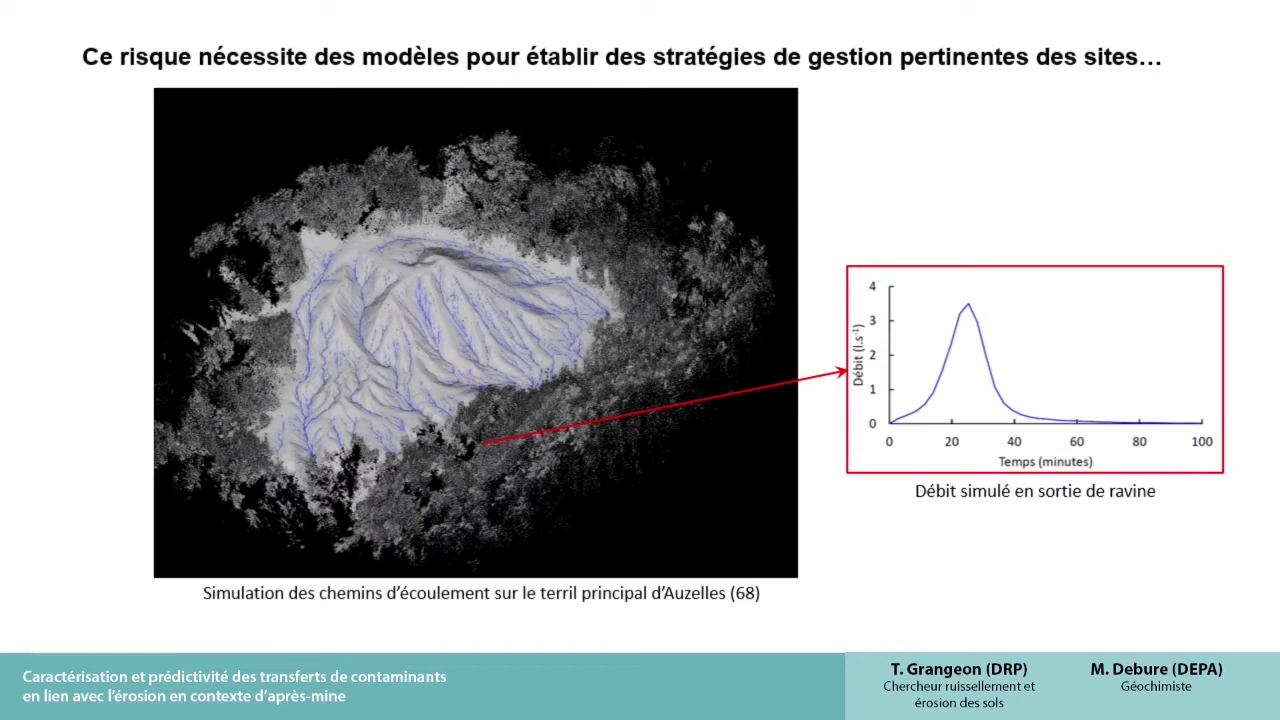 Ce risque nécessite des modèles pour établir des stratégies de gestion pertinentes des sites…
4
3
2
1
0
Débit (l.s⁻¹)
0 20 40 60 80 100
Temps (minutes)
Débit simulé en sortie de ravine
Simulation des chemins d’écoulement sur le terril principal d’Auzelles (68)
Caractérisation et prédictivité des transferts de contaminants
en lien avec l’érosion en contexte d’après-mine
T. Grangeon (DRP)
Chercheur ruissellement et
érosion des sols
M. Debure (DEPA)
Géochimiste